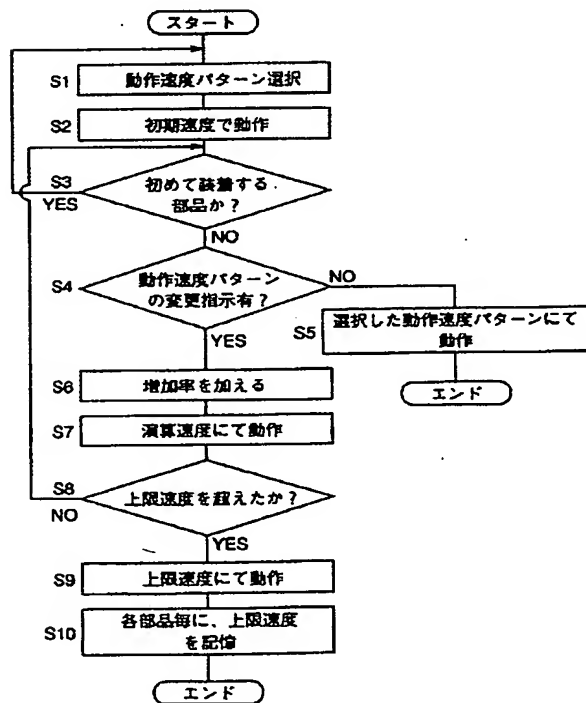 スタート
S1
動作速度パターン選択
S2
初期速度で動作
S3
YES
初めて装着する
部品か？
NO
S4
動作速度パターン
の変更指示有？
NO
YES
S5
選択した動作速度パターンにて
動作
エンド
S6
増加率を加える
S7
演算速度にて動作
S8
NO
上限速度を超えたか？
YES
S9
上限速度にて動作
S10
各部品毎に、上限速度
を記憶
エンド